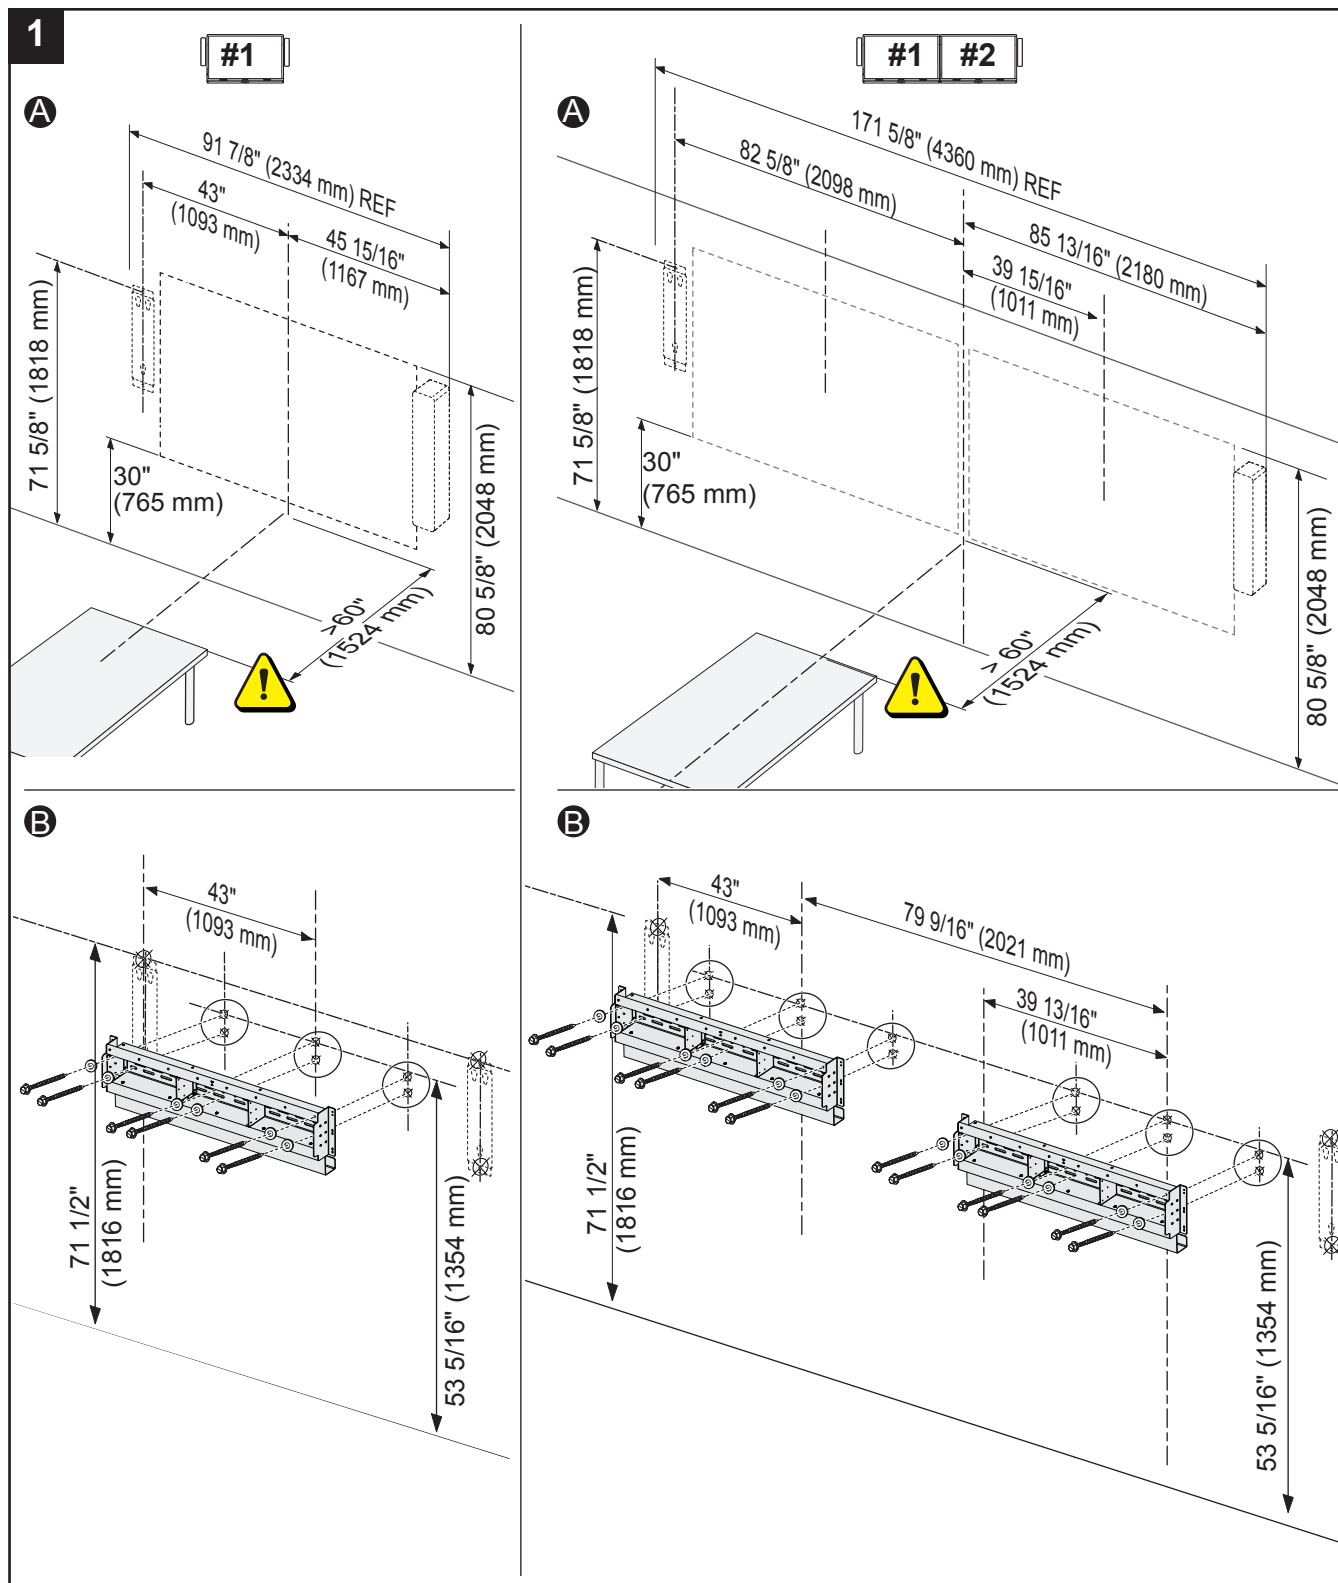 1
#1
A
91 7/8" (2334 mm) REF
43"
(1093 mm)
45 15/16"
(1167 mm)
71 5/8" (1818 mm)
30"
(765 mm)
80 5/8" (2048 mm)
>60"
(1524 mm)
!
#1 #2
A
171 5/8" (4360 mm) REF
82 5/8" (2098 mm)
85 13/16" (2180 mm)
39 15/16"
(1011 mm)
71 5/8" (1818 mm)
30"
(765 mm)
80 5/8" (2048 mm)
> 60"
(1524 mm)
!
B
43"
(1093 mm)
71 1/2"
(1816 mm)
53 5/16" (1354 mm)
B
43"
(1093 mm)
79 9/16" (2021 mm)
39 13/16"
(1011 mm)
71 1/2"
(1816 mm)
53 5/16" (1354 mm)